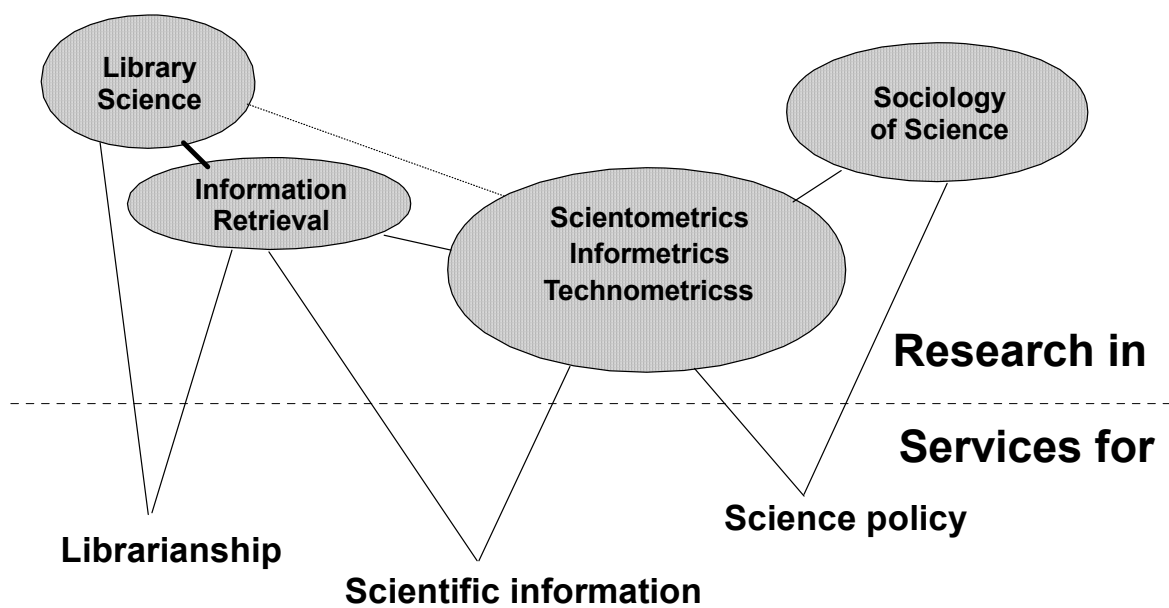 Library
Science
Sociology
of Science
Information
Retrieval
Scientometrics
Informetrics
Technometricss
Research in
Services for
Science policy
Librarianship
Scientific information